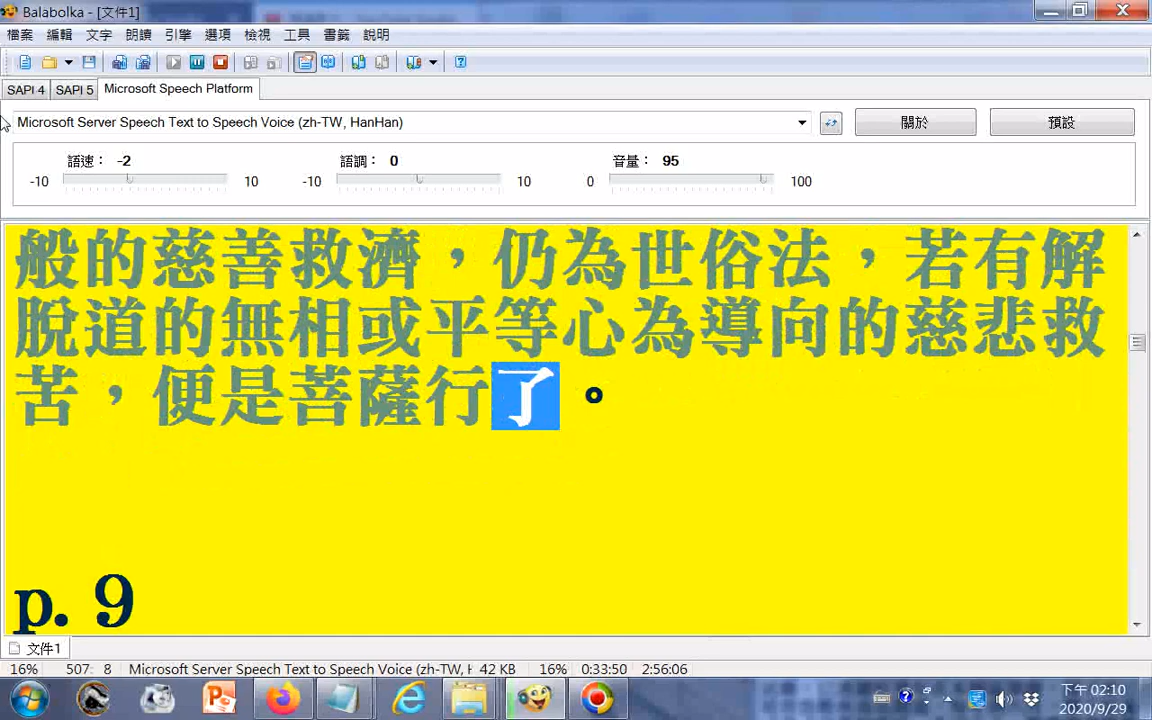 Balabolka - [文件1]
檔案 編輯 文字 朗讀 引擎 選項 檢視 工具 書籤 說明
SAPI 4 SAPI 5 Microsoft Speech Platform
Microsoft Server Speech Text to Speech Voice (zh-TW, HanHan) 關於 預設
語速： -2 語調： 0 音量： 95
-10 10 -10 10 0 100
般的慈善救濟，仍為世俗法，若有解
脫道的無相或平等心為導向的慈悲救
苦，便是菩薩行了。
p. 9
文件1
16% 507: 8 Microsoft Server Speech Text to Speech Voice (zh-TW, H 42 KB 16% 0:33:50 2:56:06
下午 02:10
2020/9/29